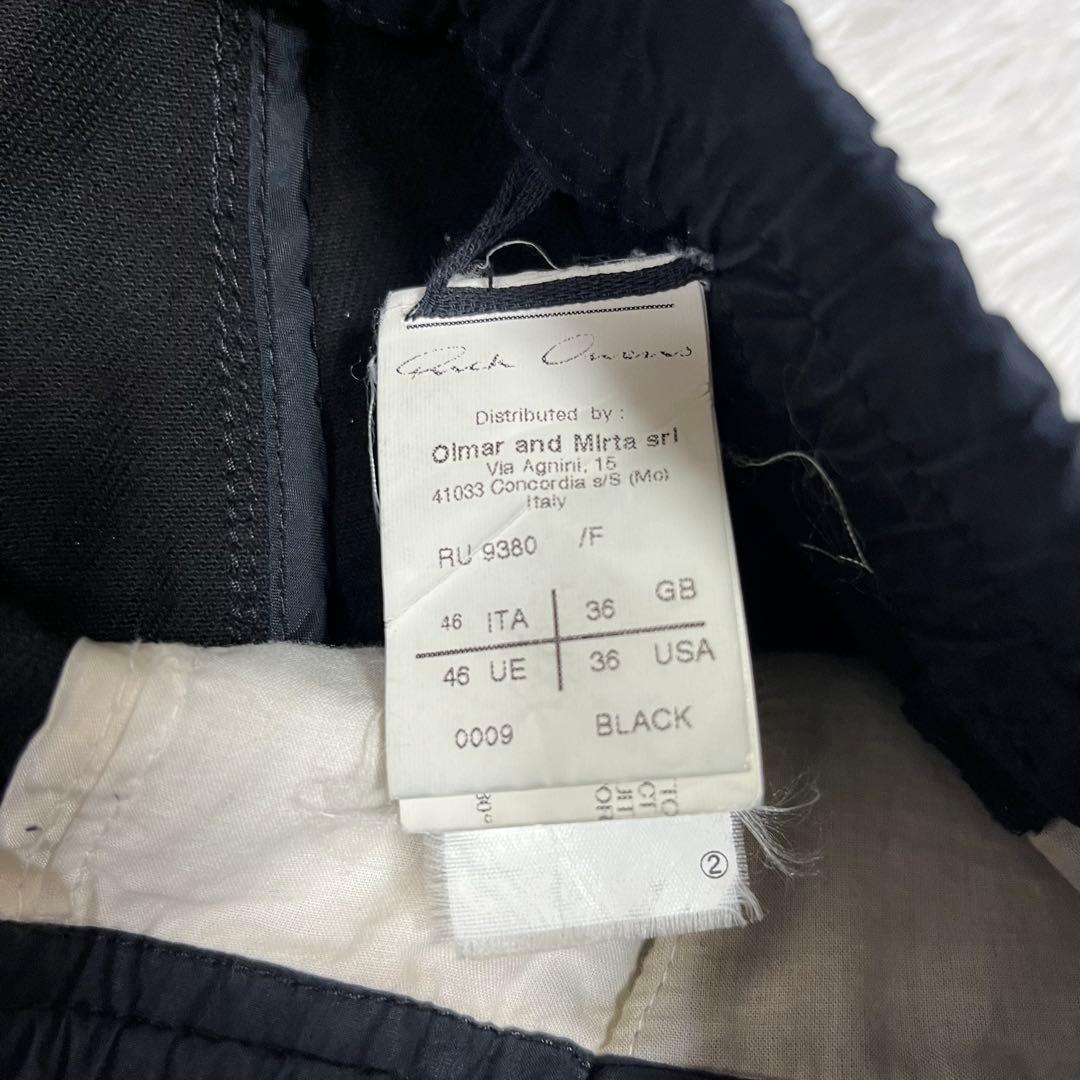 Rick Owens
Distributed by :
Olmar and Mirta srl
Via Agnini, 15
41033 Concordia s/S (Mo)
Italy
RU 9380 /F
46 ITA 36 GB
46 UE 36 USA
0009 BLACK
②